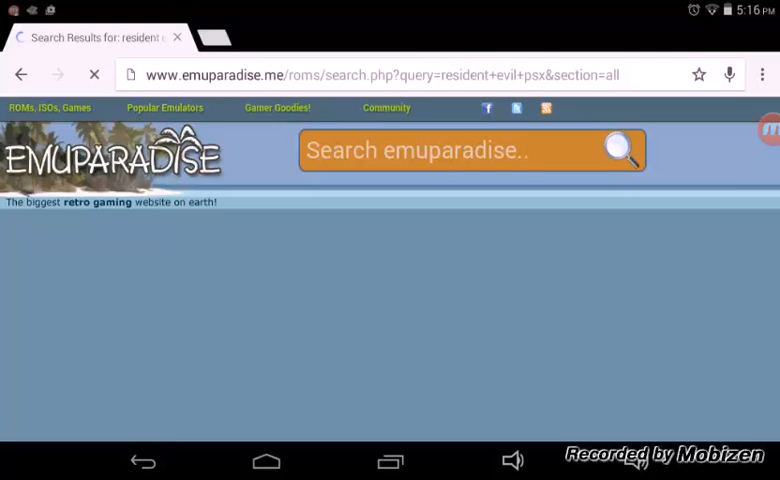 5:16 PM
Search Results for: resident e
www.emuparadise.me/roms/search.php?query=resident+evil+psx&section=all
ROMs, ISOs, Games Popular Emulators Gamer Goodies! Community
EMUPARADISE
Search emuparadise..
The biggest retro gaming website on earth!
Recorded by Mobizen